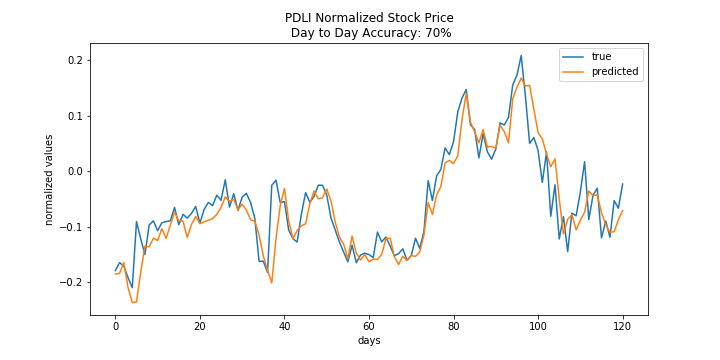 PDLI Normalized Stock Price
Day to Day Accuracy: 70%
true
predicted
normalized values
0.2
0.1
0.0
−0.1
−0.2
0
20
40
60
80
100
120
days